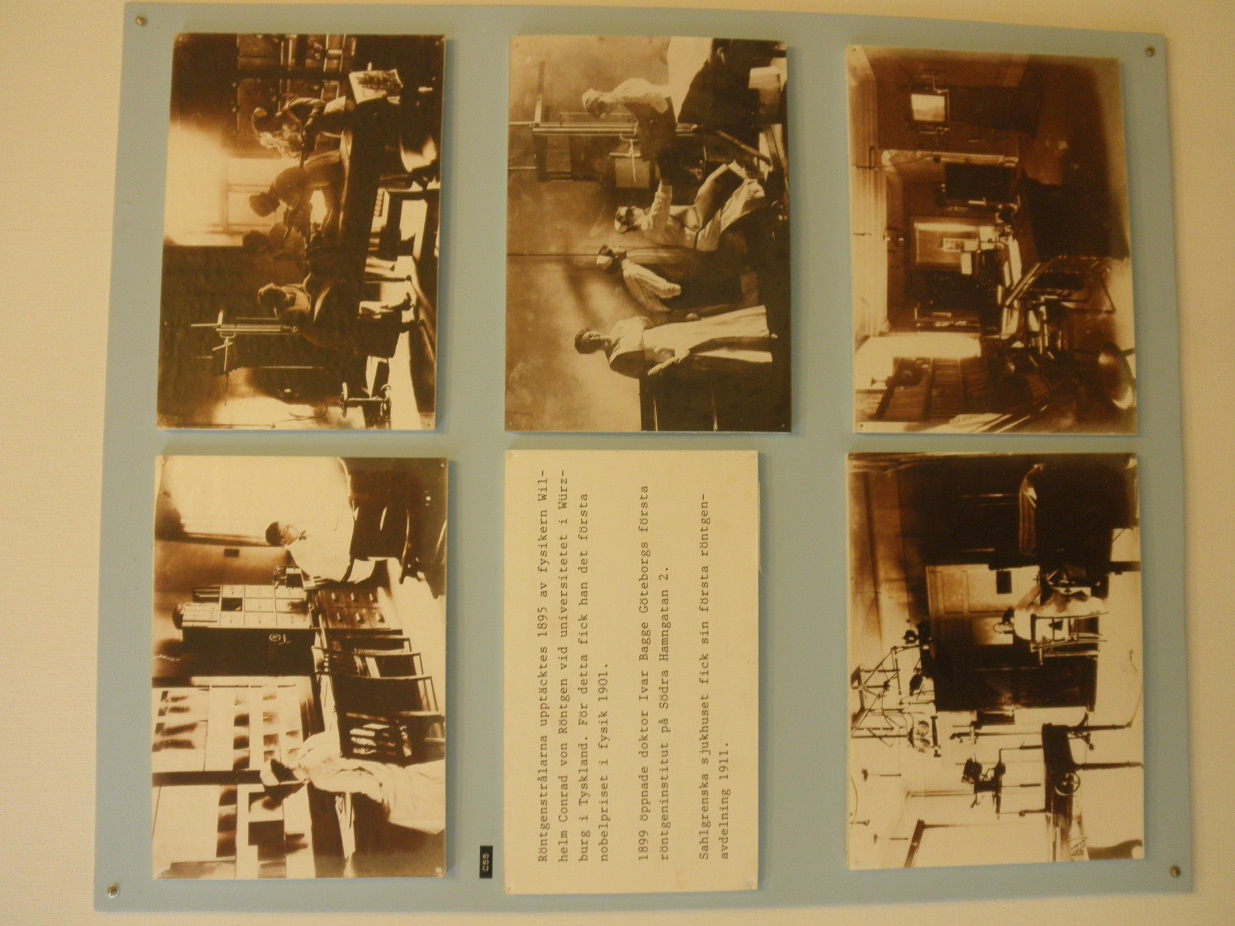 Röntgenstrålarna upptäcktes 1895 av fysikern Wil-
helm Conrad von Röntgen vid universitetet i Würz-
burg i Tyskland. För detta fick han det första
nobelpriset i fysik 1901.
1899 öppnade doktor Ivar Bagge Göteborgs första
röntgeninstitut på Södra Hamngatan 2.
Sahlgrenska sjukhuset fick sin första röntgen-
avdelning 1911.
C55